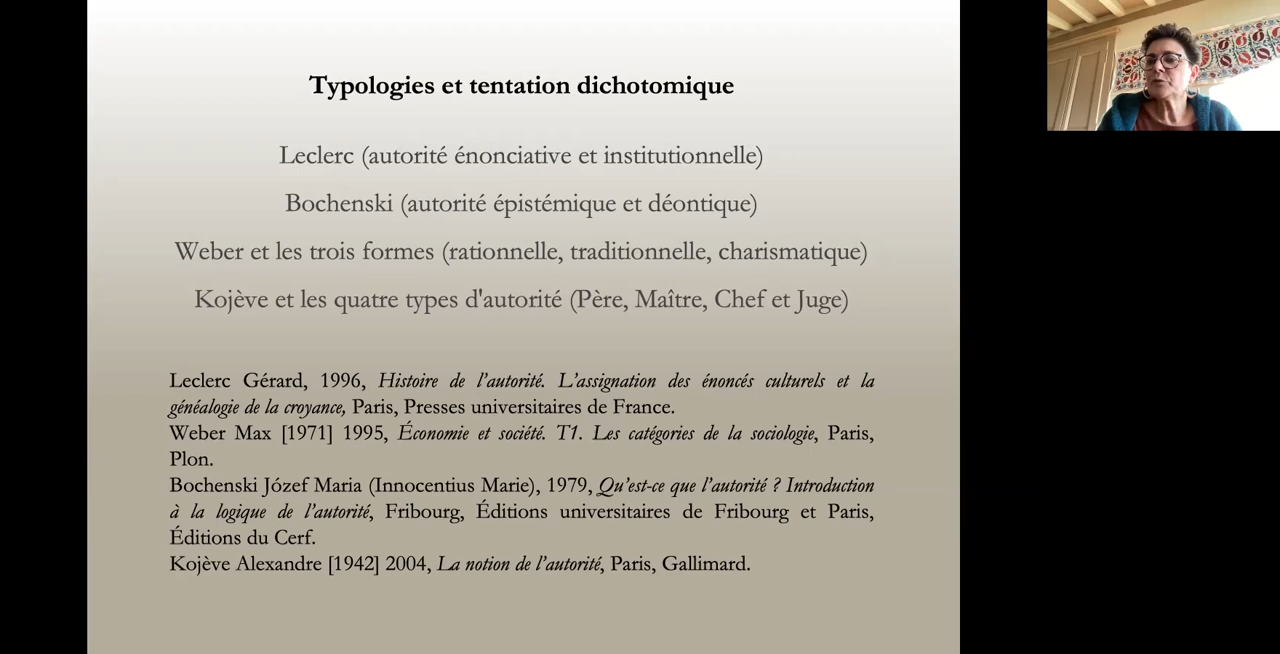 Typologies et tentation dichotomique
Leclerc (autorité énonciative et institutionnelle)
Bochenski (autorité épistémique et déontique)
Weber et les trois formes (rationnelle, traditionnelle, charismatique)
Kojève et les quatre types d'autorité (Père, Maître, Chef et Juge)
Leclerc Gérard, 1996, Histoire de l’autorité. L’assignation des énoncés culturels et la
généalogie de la croyance, Paris, Presses universitaires de France.
Weber Max [1971] 1995, Économie et société. T1. Les catégories de la sociologie, Paris,
Plon.
Bochenski Józef Maria (Innocentius Marie), 1979, Qu’est-ce que l’autorité ? Introduction
à la logique de l’autorité, Fribourg, Éditions universitaires de Fribourg et Paris,
Éditions du Cerf.
Kojève Alexandre [1942] 2004, La notion de l’autorité, Paris, Gallimard.